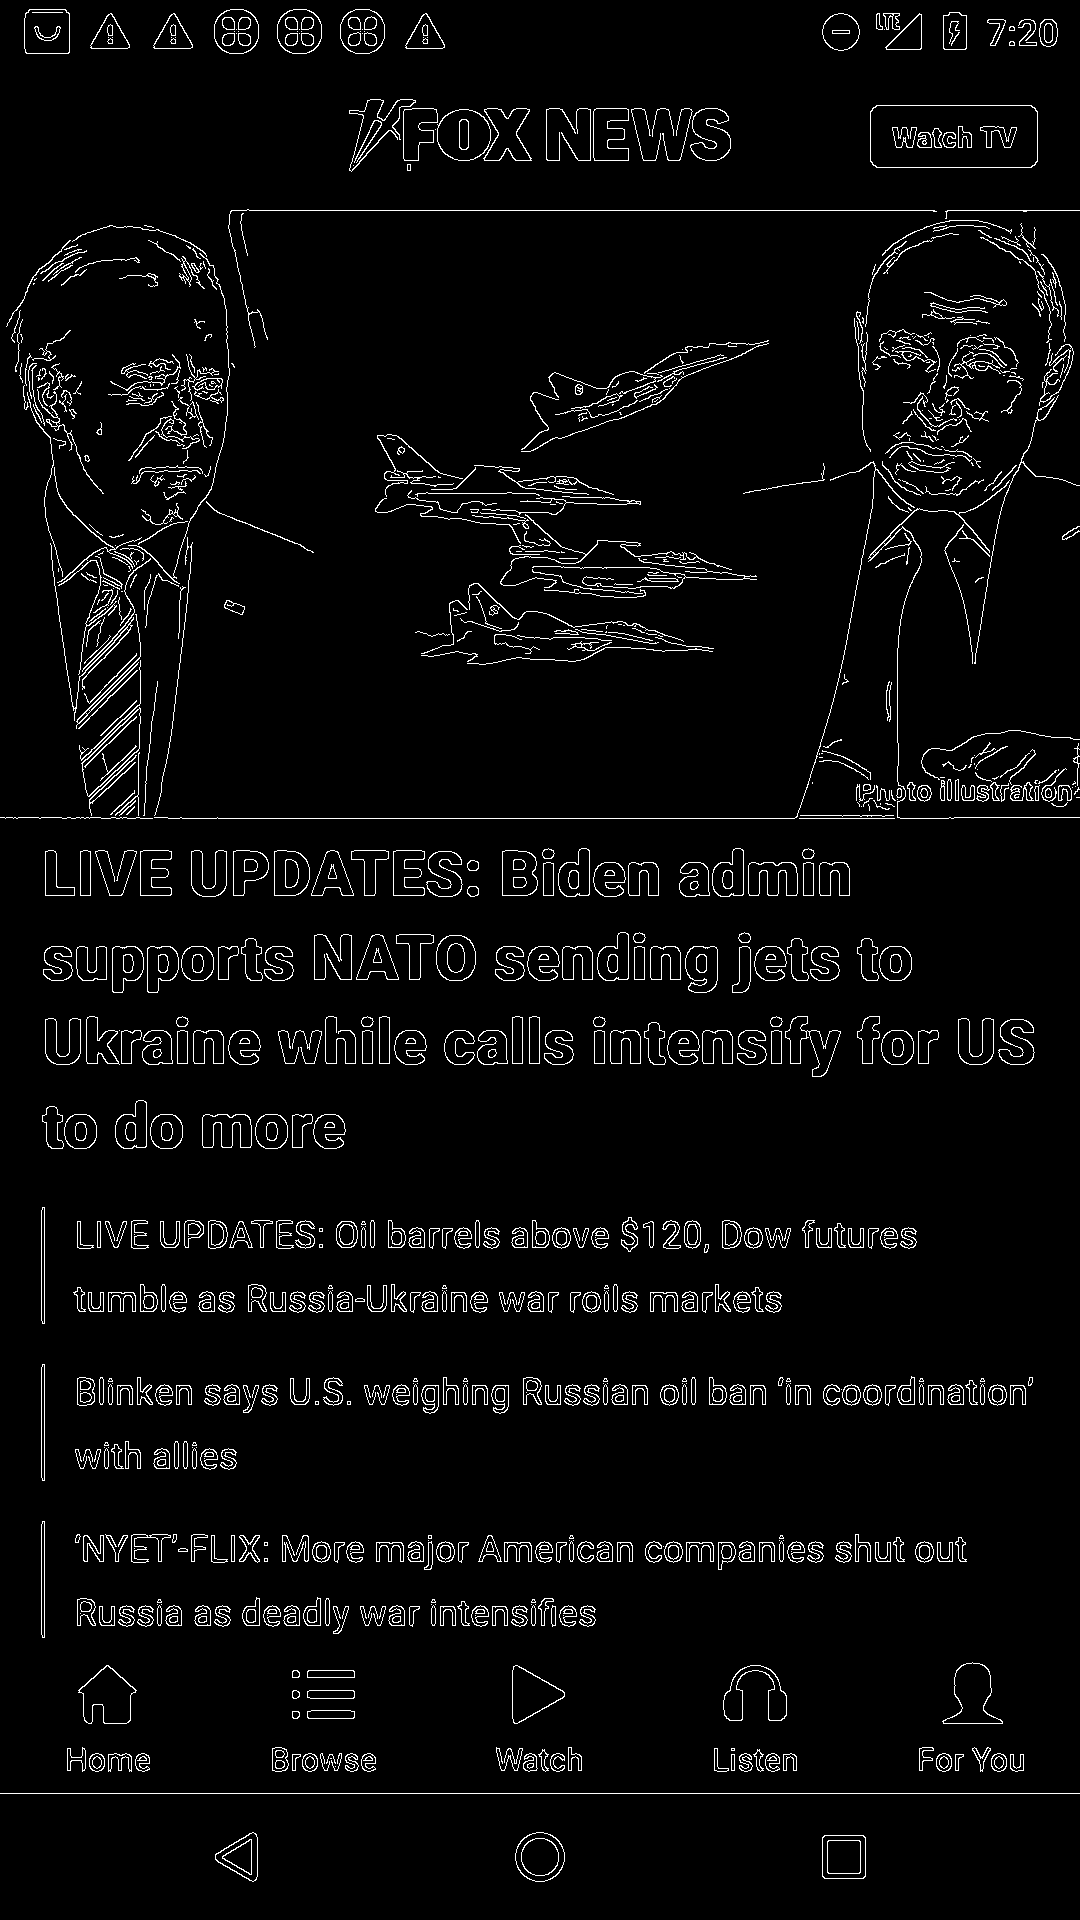 LTE 7:20
FOX NEWS
Watch TV
Photo illustration
LIVE UPDATES: Biden admin
supports NATO sending jets to
Ukraine while calls intensify for US
to do more
LIVE UPDATES: Oil barrels above $120, Dow futures
tumble as Russia-Ukraine war roils markets
Blinken says U.S. weighing Russian oil ban ‘in coordination’
with allies
‘NYET’-FLIX: More major American companies shut out
Russia as deadly war intensifies
Home Browse Watch Listen For You